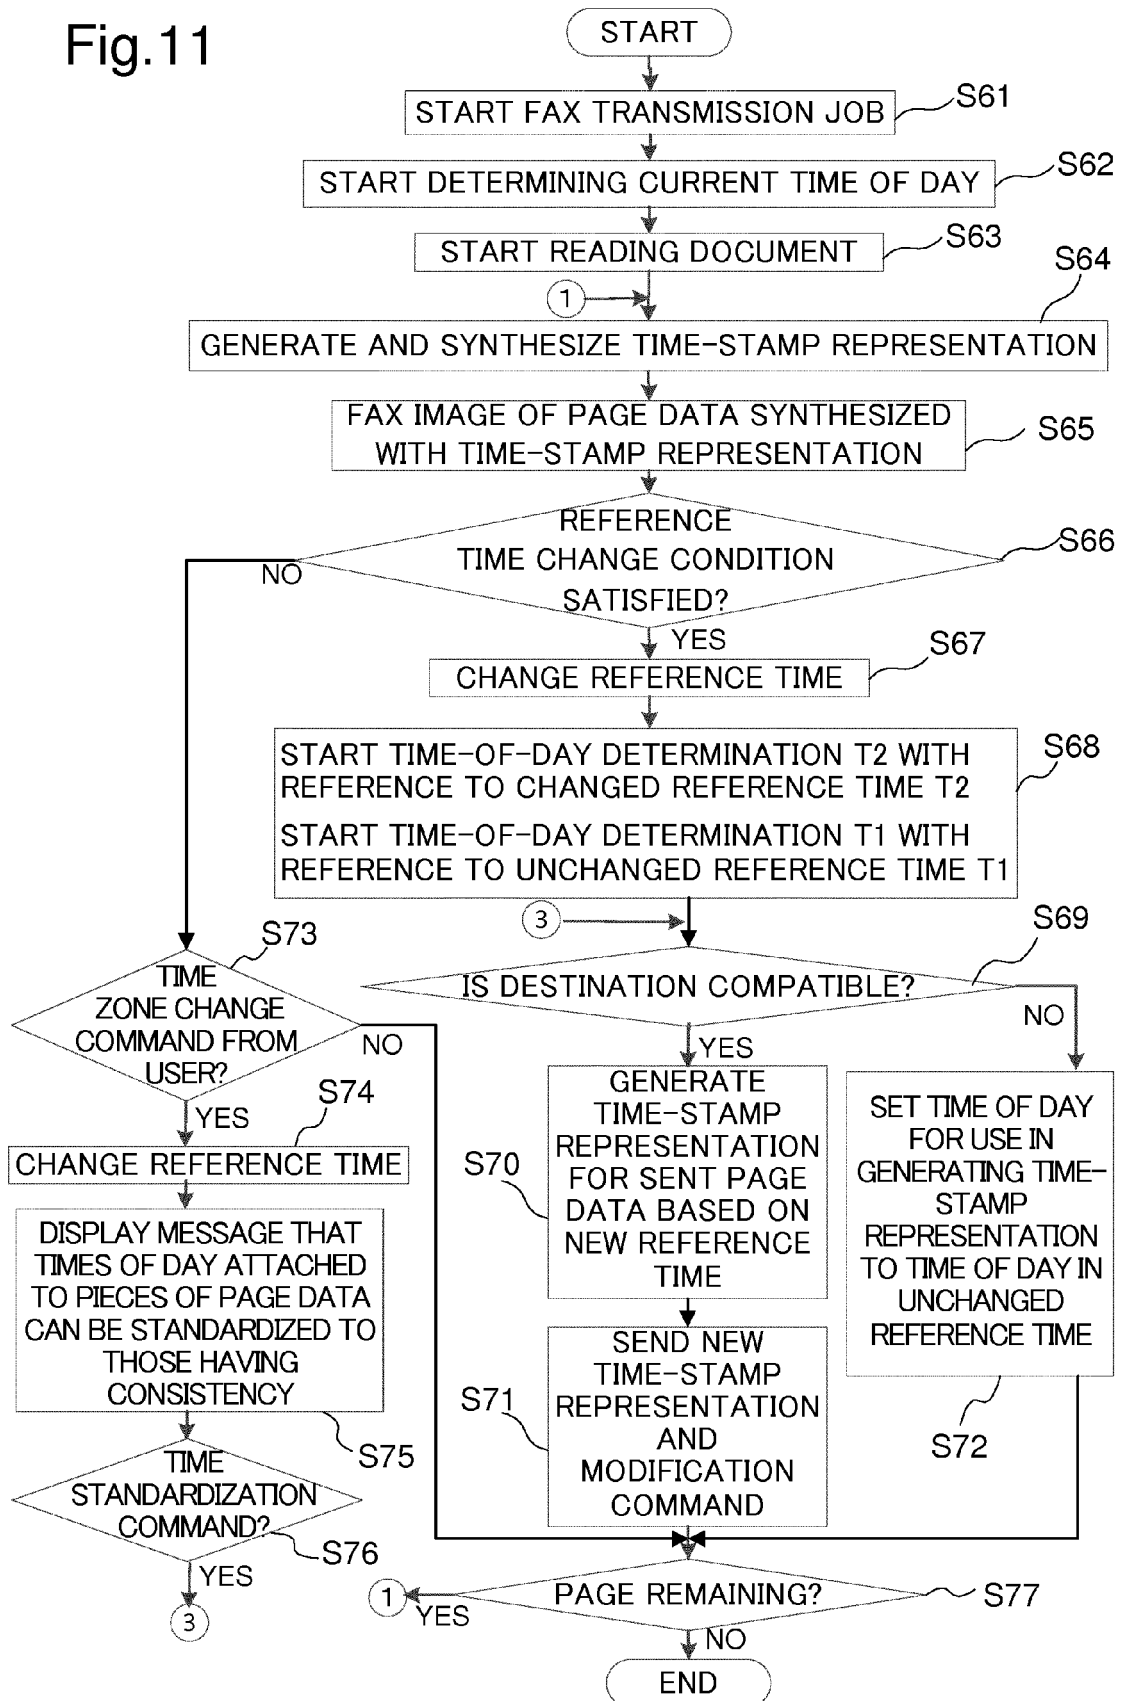 Fig.11
START
START FAX TRANSMISSION JOB
S61
START DETERMINING CURRENT TIME OF DAY
S62
START READING DOCUMENT
S63
1
S64
GENERATE AND SYNTHESIZE TIME-STAMP REPRESENTATION
FAX IMAGE OF PAGE DATA SYNTHESIZED
WITH TIME-STAMP REPRESENTATION
S65
REFERENCE
TIME CHANGE CONDITION
SATISFIED?
S66
NO
YES
S67
CHANGE REFERENCE TIME
START TIME-OF-DAY DETERMINATION T2 WITH
REFERENCE TO CHANGED REFERENCE TIME T2
START TIME-OF-DAY DETERMINATION T1 WITH
REFERENCE TO UNCHANGED REFERENCE TIME T1
S68
3
S69
IS DESTINATION COMPATIBLE?
NO
YES
S73
TIME
ZONE CHANGE
COMMAND FROM
USER?
NO
YES
S74
CHANGE REFERENCE TIME
DISPLAY MESSAGE THAT
TIMES OF DAY ATTACHED
TO PIECES OF PAGE DATA
CAN BE STANDARDIZED TO
THOSE HAVING
CONSISTENCY
S75
TIME
STANDARDIZATION
COMMAND?
S76
YES
3
GENERATE
TIME-STAMP
REPRESENTATION
FOR SENT PAGE
DATA BASED ON
NEW REFERENCE
TIME
S70
SEND NEW
TIME-STAMP
REPRESENTATION
AND
MODIFICATION
COMMAND
S71
SET TIME OF DAY
FOR USE IN
GENERATING TIME-
STAMP
REPRESENTATION
TO TIME OF DAY IN
UNCHANGED
REFERENCE TIME
S72
PAGE REMAINING?
S77
1
YES
NO
END